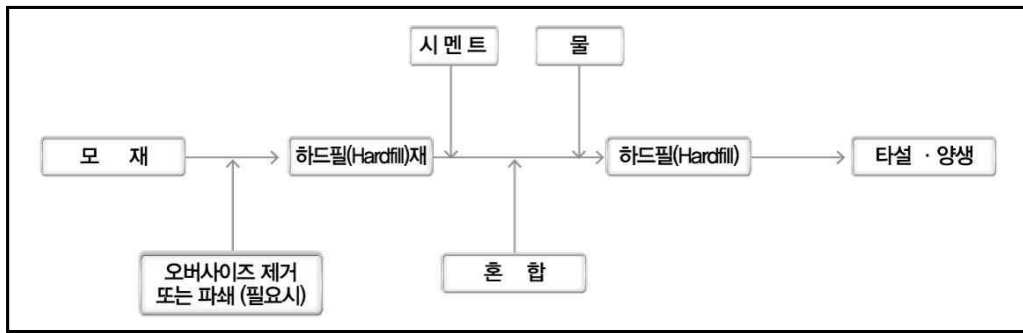 시 멘 트
물
모 재
하드필(Hardfill)재
하드필(Hardfill)
타설 · 양생
오버사이즈 제거
또는 파쇄 (필요시)
혼 합